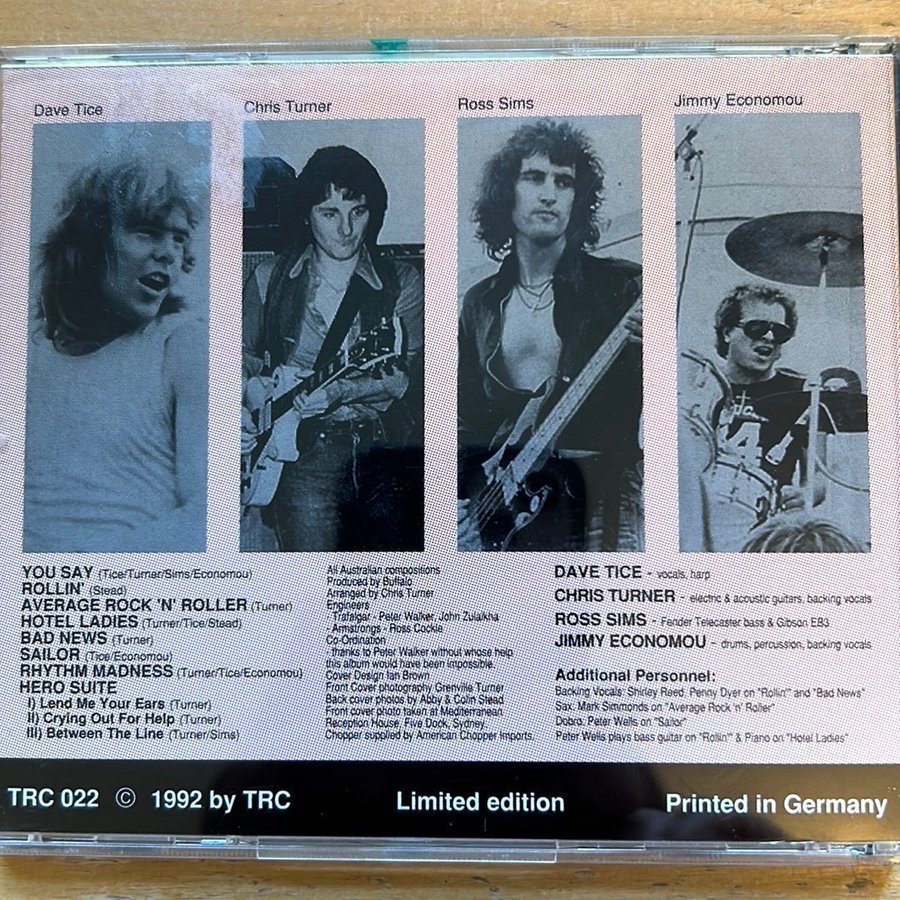 Dave Tice
Chris Turner
Ross Sims
Jimmy Economou
YOU SAY (Tice/Turner/Sims/Economou)
ROLLIN' (Stead)
AVERAGE ROCK 'N' ROLLER (Turner)
HOTEL LADIES (Turner/Tice/Stead)
BAD NEWS (Turner)
SAILOR (Tice/Economou)
RHYTHM MADNESS (Turner/Tice/Economou)
HERO SUITE
I) Lend Me Your Ears (Turner)
II) Crying Out For Help (Turner)
III) Between The Line (Turner/Sims)
All Australian compositions
Produced by Buffalo
Arranged by Chris Turner
Engineers
- Trafalgar - Peter Walker, John Zulaikha
- Armstrongs - Ross Cockle
Co-Ordination
- thanks to Peter Walker without whose help
this album would have been impossible.
Cover Design Ian Brown
Front Cover photography Grenville Turner
Back cover photos by Abby & Colin Stead
Front cover photo taken at Mediterranean
Reception House, Five Dock, Sydney.
Chopper supplied by American Chopper Imports.
DAVE TICE - vocals, harp
CHRIS TURNER - electric & acoustic guitars, backing vocals
ROSS SIMS - Fender Telecaster bass & Gibson EB3
JIMMY ECONOMOU - drums, percussion, backing vocals
Additional Personnel:
Backing Vocals: Shirley Reed, Penny Dyer on "Rollin'" and "Bad News"
Sax: Mark Simmonds on "Average Rock 'n' Roller"
Dobro: Peter Wells on "Sailor"
Peter Wells plays bass guitar on "Rollin'" & Piano on "Hotel Ladies"
TRC 022 © 1992 by TRC
Limited edition
Printed in Germany